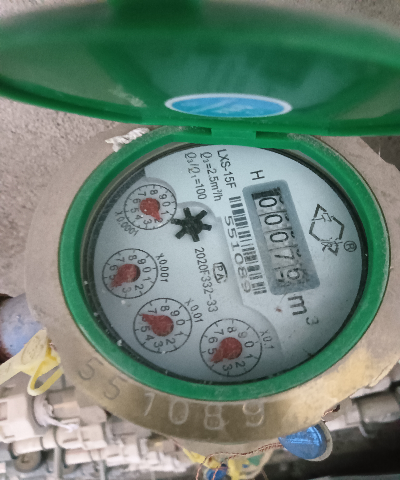 LXS-15F
Q₃=2.5m³/h
Q₃/Q₁=100
H
00079
m³
551089
PA
2020F332-33
®
X0.0001
X0.001
X0.01
X0.1
551089